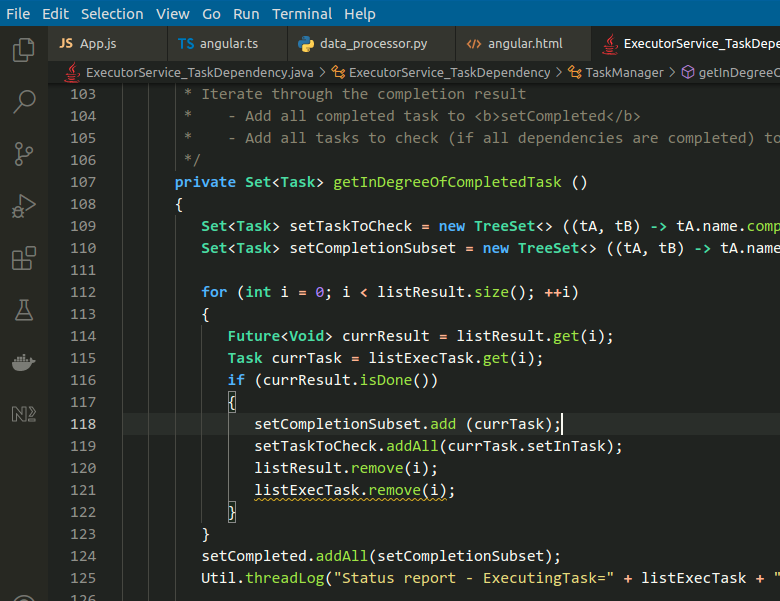 File Edit Selection View Go Run Terminal Help
JS App.js TS angular.ts data_processor.py <> angular.html ExecutorService_TaskDepe
ExecutorService_TaskDependency.java > ExecutorService_TaskDependency > TaskManager > getInDegreeO
103 * Iterate through the completion result
104 * - Add all completed task to <b>setCompleted</b>
105 * - Add all tasks to check (if all dependencies are completed) to
106 */
107 private Set<Task> getInDegreeOfCompletedTask ()
108 {
109 Set<Task> setTaskToCheck = new TreeSet<> ((tA, tB) -> tA.name.comp
110 Set<Task> setCompletionSubset = new TreeSet<> ((tA, tB) -> tA.name
111
112 for (int i = 0; i < listResult.size(); ++i)
113 {
114 Future<Void> currResult = listResult.get(i);
115 Task currTask = listExecTask.get(i);
116 if (currResult.isDone())
117 {
118 setCompletionSubset.add (currTask);
119 setTaskToCheck.addAll(currTask.setInTask);
120 listResult.remove(i);
121 listExecTask.remove(i);
122 }
123 }
124 setCompleted.addAll(setCompletionSubset);
125 Util.threadLog("Status report - ExecutingTask=" + listExecTask + "
126